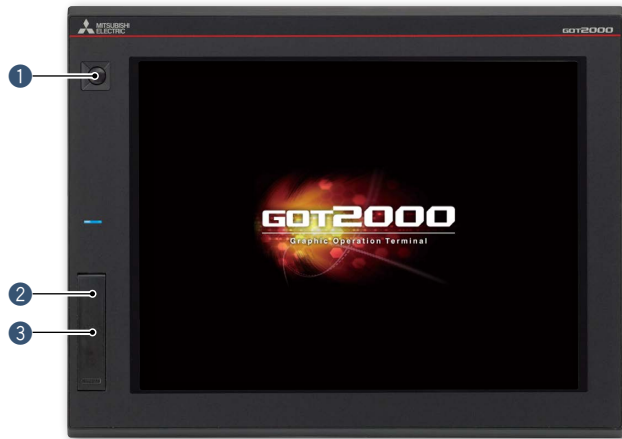 MITSUBISHI
ELECTRIC
GOT2000
1
GOT2000
Graphic Operation Terminal
2
3